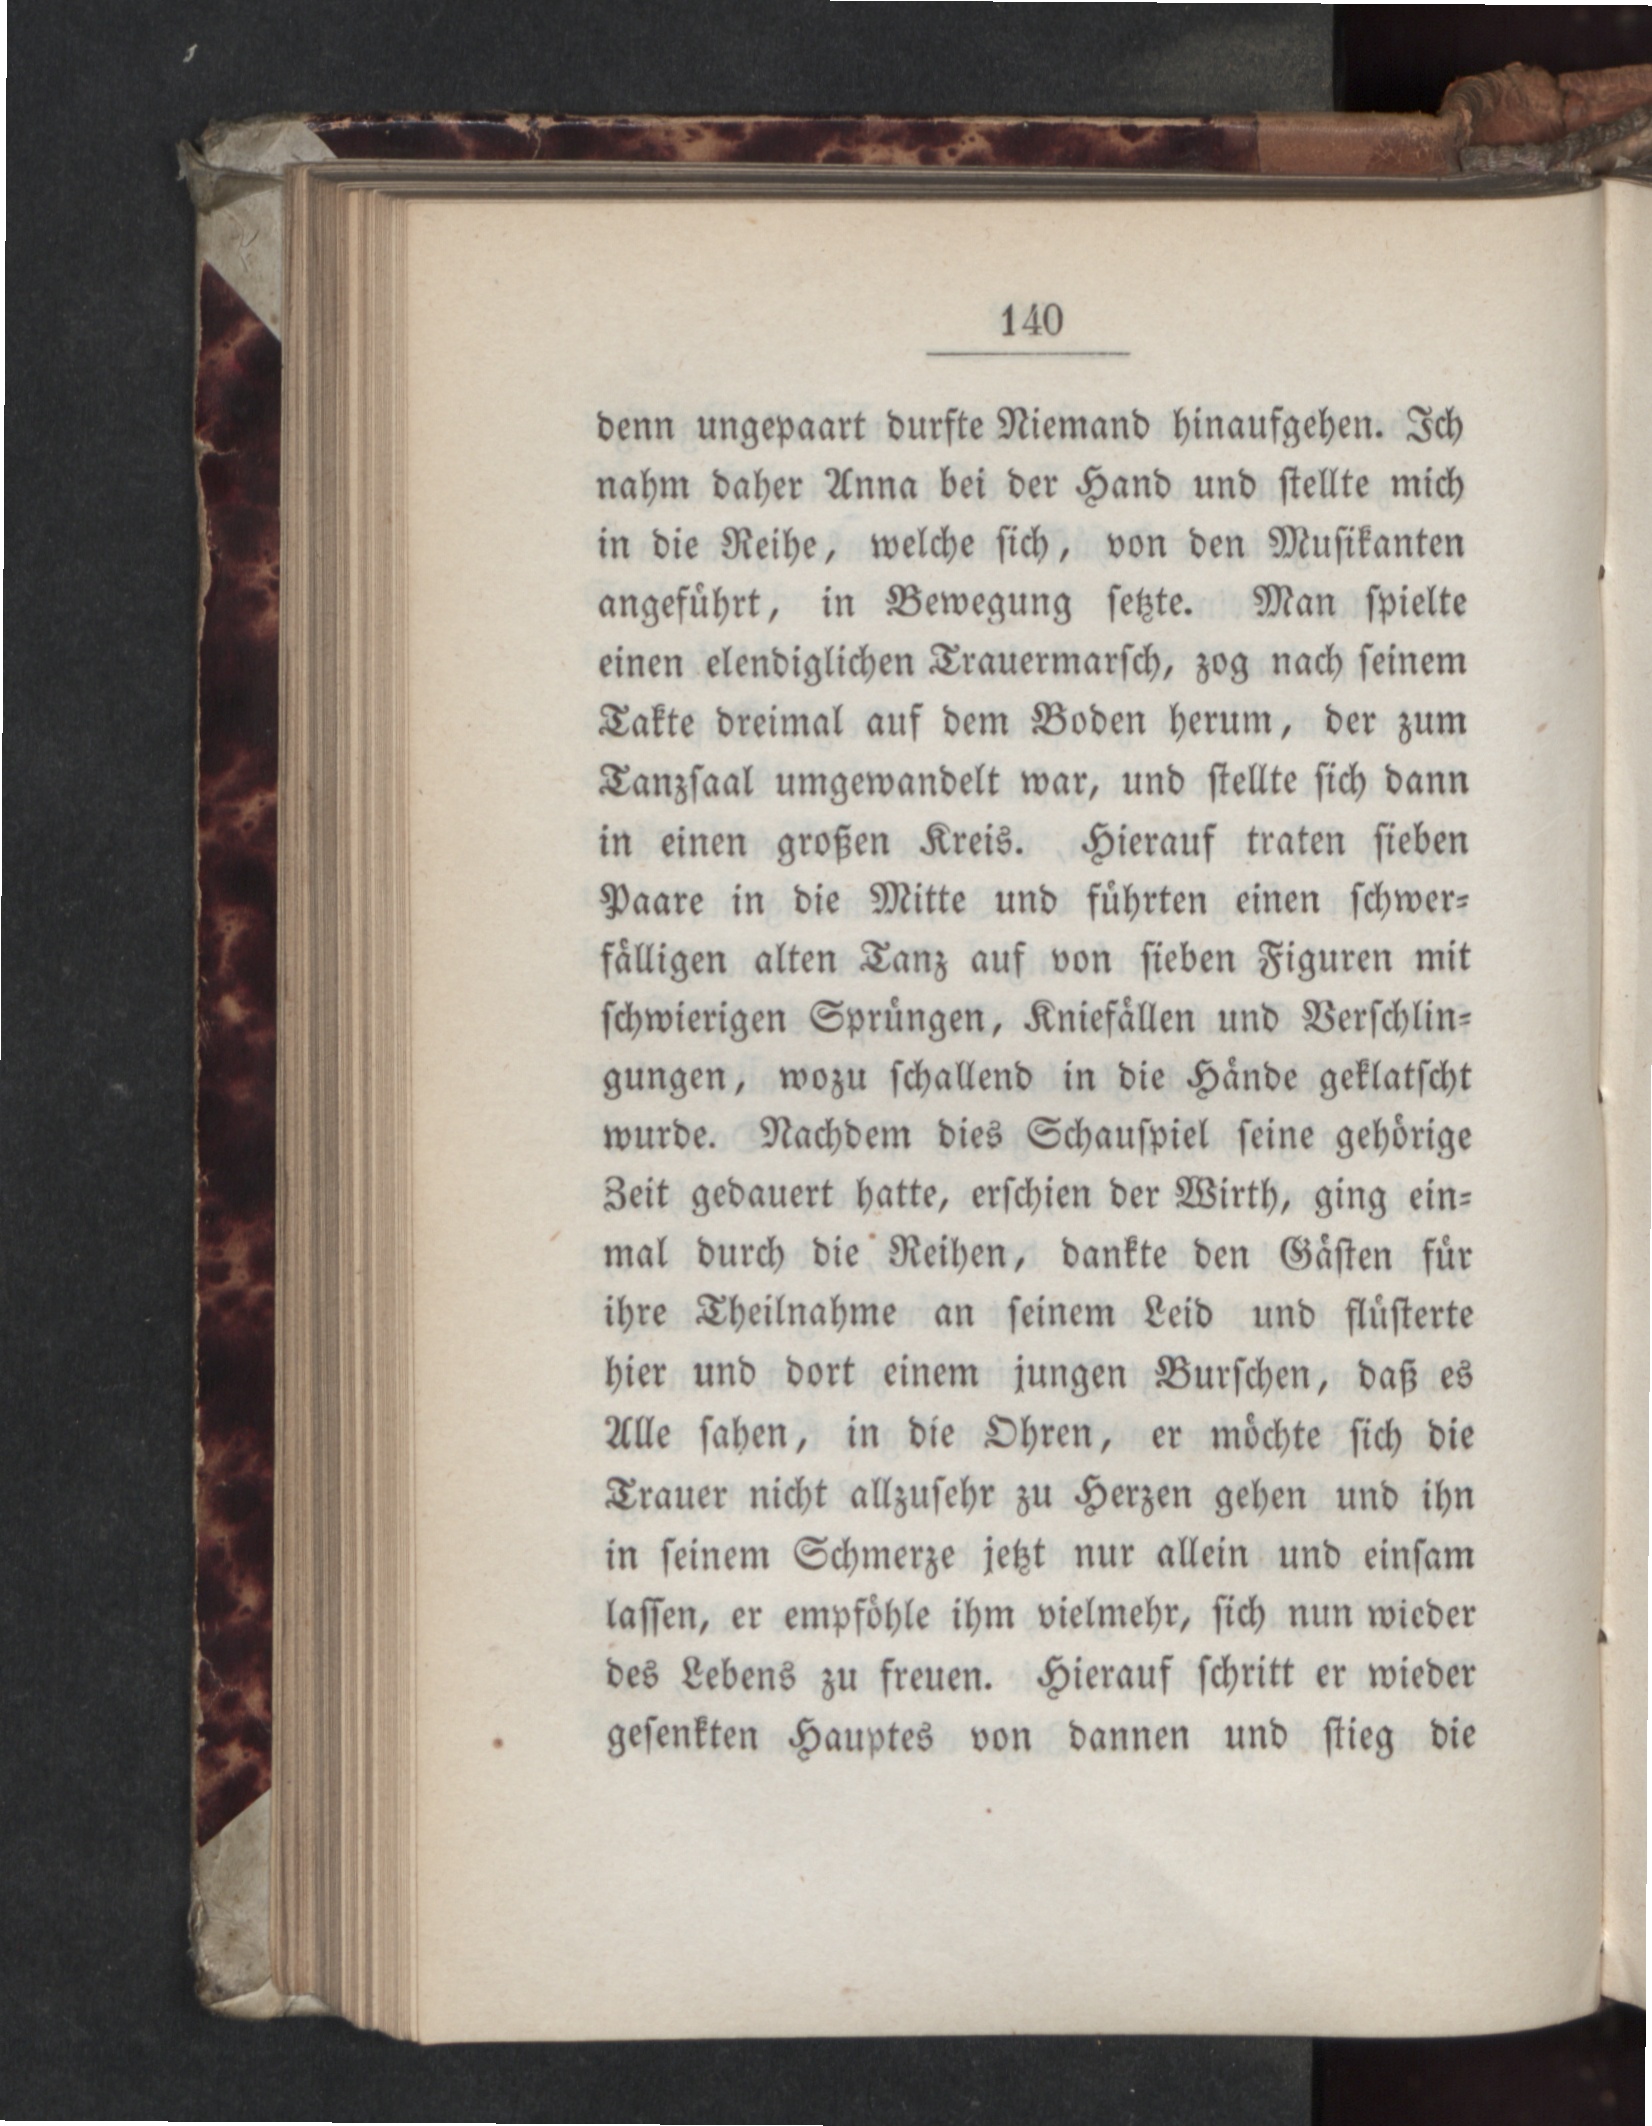 140
denn ungepaart durfte Niemand hinaufgehen. Ich
nahm daher Anna bei der Hand und ſtellte mich
in die Reihe, welche ſich, von den Muſikanten
angeführt, in Bewegung ſetzte. Man ſpielte
einen elendiglichen Trauermarſch, zog nach ſeinem
Takte dreimal auf dem Boden herum, der zum
Tanzſaal umgewandelt war, und ſtellte ſich dann
in einen großen Kreis. Hierauf traten ſieben
Paare in die Mitte und führten einen ſchwer⸗
fälligen alten Tanz auf von ſieben Figuren mit
ſchwierigen Sprüngen, Kniefällen und Verſchlin⸗
gungen, wozu ſchallend in die Hände geklatſcht
wurde. Nachdem dies Schauſpiel ſeine gehörige
Zeit gedauert hatte, erſchien der Wirth, ging ein⸗
mal durch die Reihen, dankte den Gäſten für
ihre Theilnahme an ſeinem Leid und flüſterte
hier und dort einem jungen Burſchen, daß es
Alle ſahen, in die Ohren, er möchte ſich die
Trauer nicht allzuſehr zu Herzen gehen und ihn
in ſeinem Schmerze jetzt nur allein und einſam
laſſen, er empföhle ihm vielmehr, ſich nun wieder
des Lebens zu freuen. Hierauf ſchritt er wieder
geſenkten Hauptes von dannen und ſtieg die